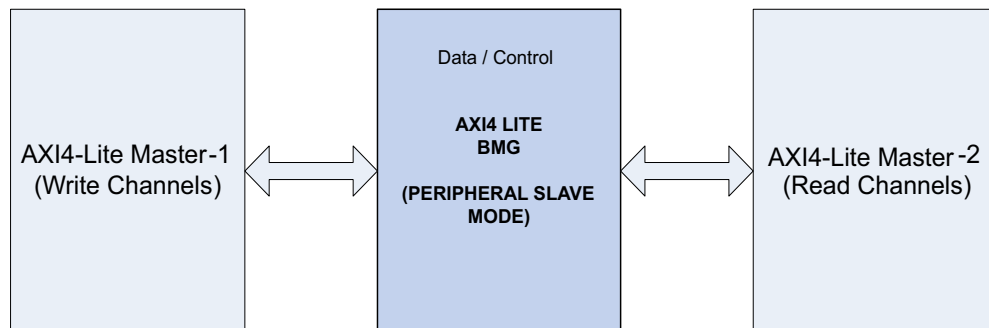 AXI4-Lite Master-1
(Write Channels)
Data / Control
AXI4 LITE
BMG
(PERIPHERAL SLAVE
MODE)
AXI4-Lite Master-2
(Read Channels)